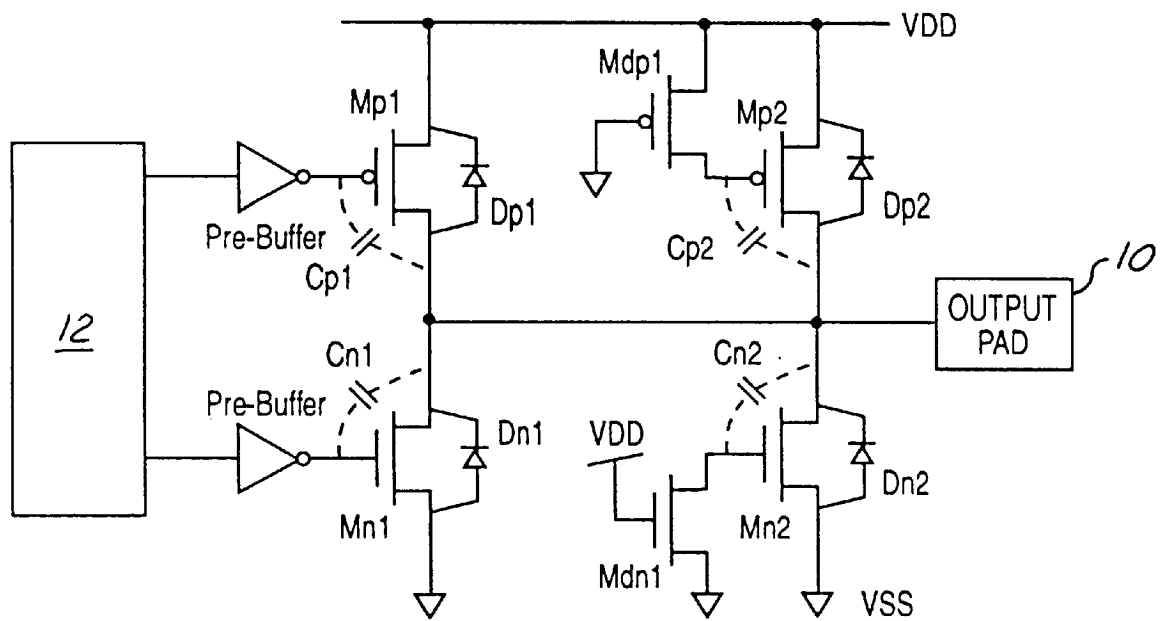 VDD
Mdp1
Mp1
Mp2
Dp1
Dp2
Pre-Buffer
Cp1
Cp2
10
OUTPUT
PAD
12
Cn1
Cn2
Pre-Buffer
Dn1
VDD
Dn2
Mn1
Mn2
Mdn1
VSS